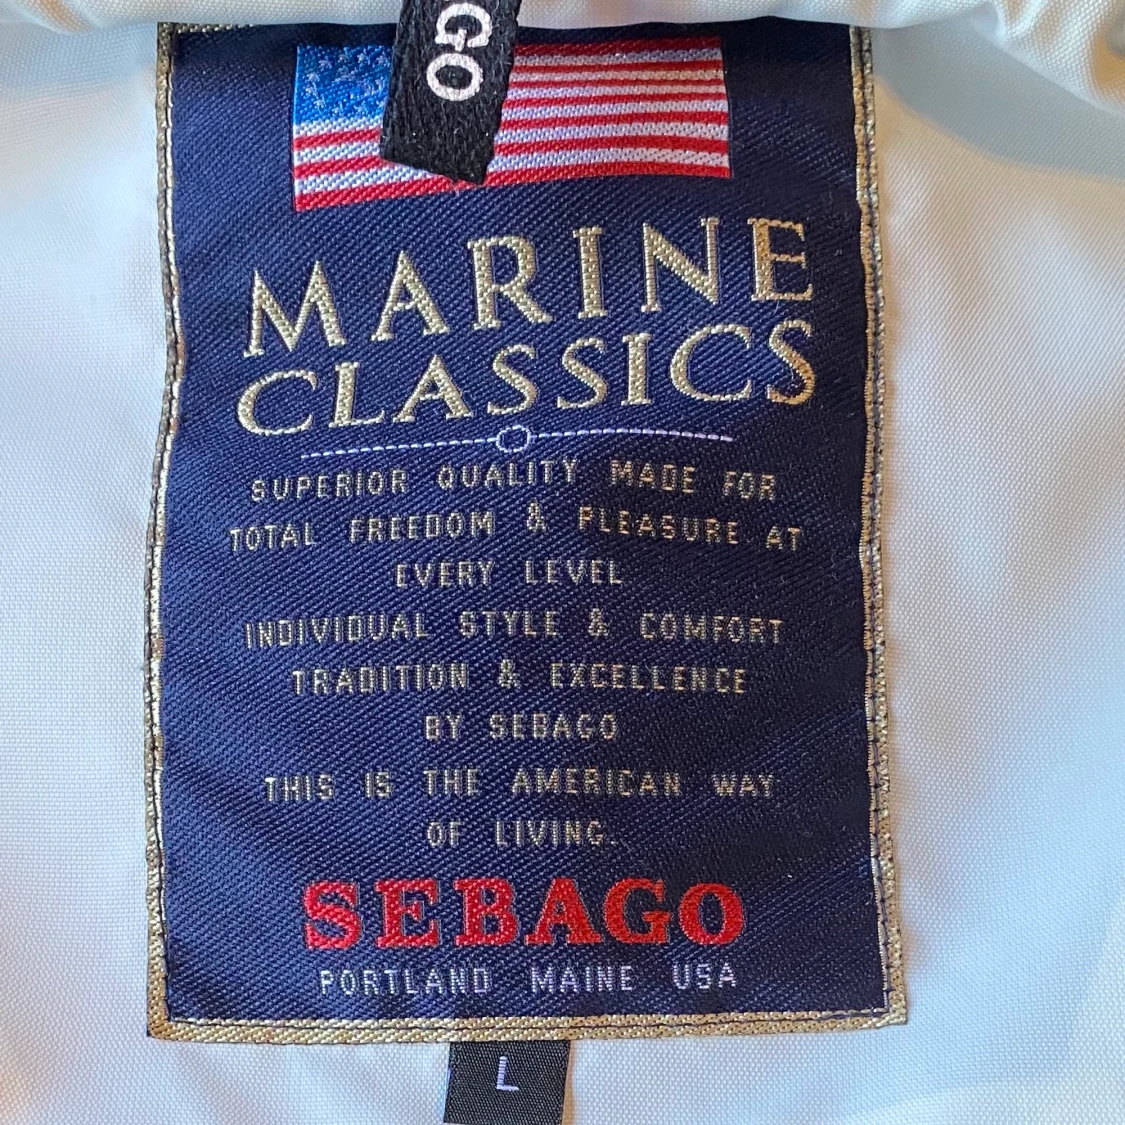 GO
MARINE
CLASSICS
SUPERIOR QUALITY MADE FOR
TOTAL FREEDOM & PLEASURE AT
EVERY LEVEL
INDIVIDUAL STYLE & COMFORT
TRADITION & EXCELLENCE
BY SEBAGO
THIS IS THE AMERICAN WAY
OF LIVING.
SEBAGO
PORTLAND MAINE USA
L